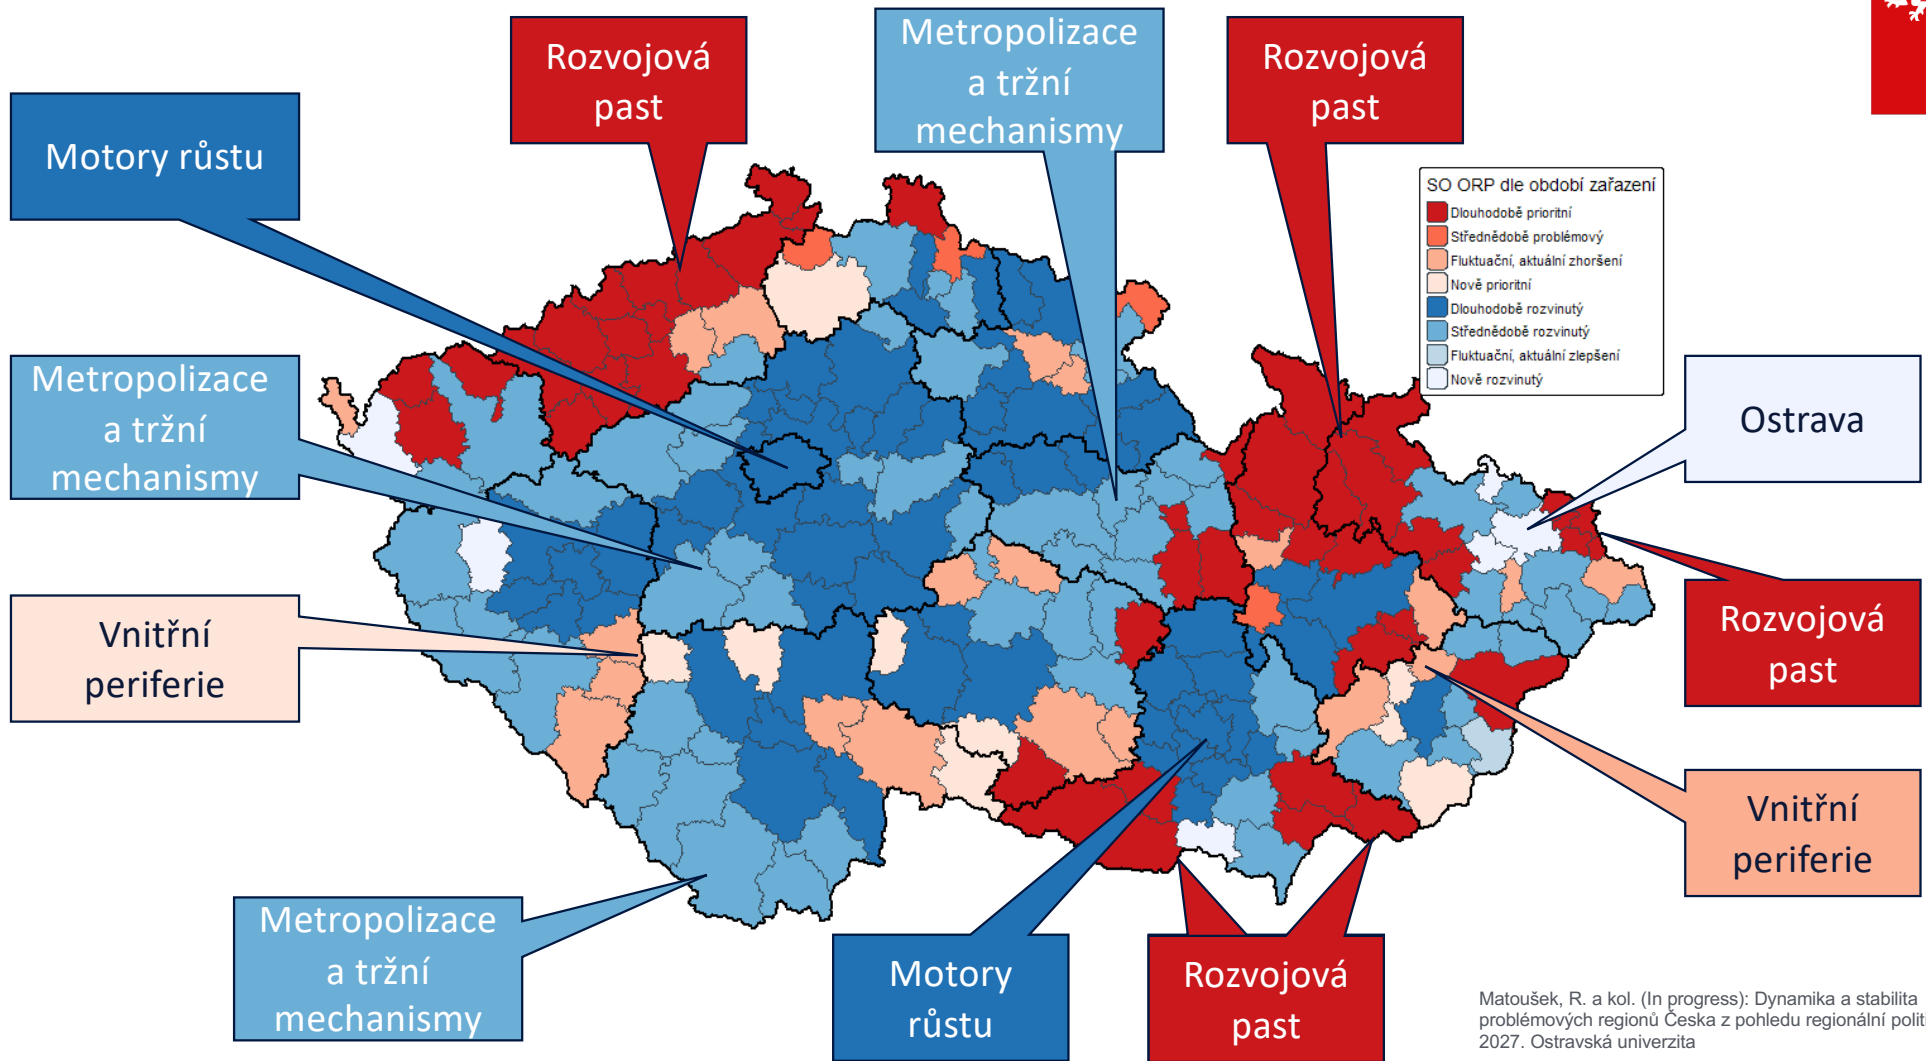 Rozvojová
past
Metropolizace
a tržní
mechanismy
Rozvojová
past
Motory růstu
SO ORP dle období zařazení
Dlouhodobě prioritní
Střednědobě problémový
Fluktuační, aktuální zhoršení
Nově prioritní
Dlouhodobě rozvinutý
Střednědobě rozvinutý
Fluktuační, aktuální zlepšení
Nově rozvinutý
Metropolizace
a tržní
mechanismy
Ostrava
Vnitřní
periferie
Rozvojová
past
Vnitřní
periferie
Metropolizace
a tržní
mechanismy
Motory
růstu
Rozvojová
past
Matoušek, R. a kol. (In progress): Dynamika a stabilita
problémových regionů Česka z pohledu regionální polit
2027. Ostravská univerzita